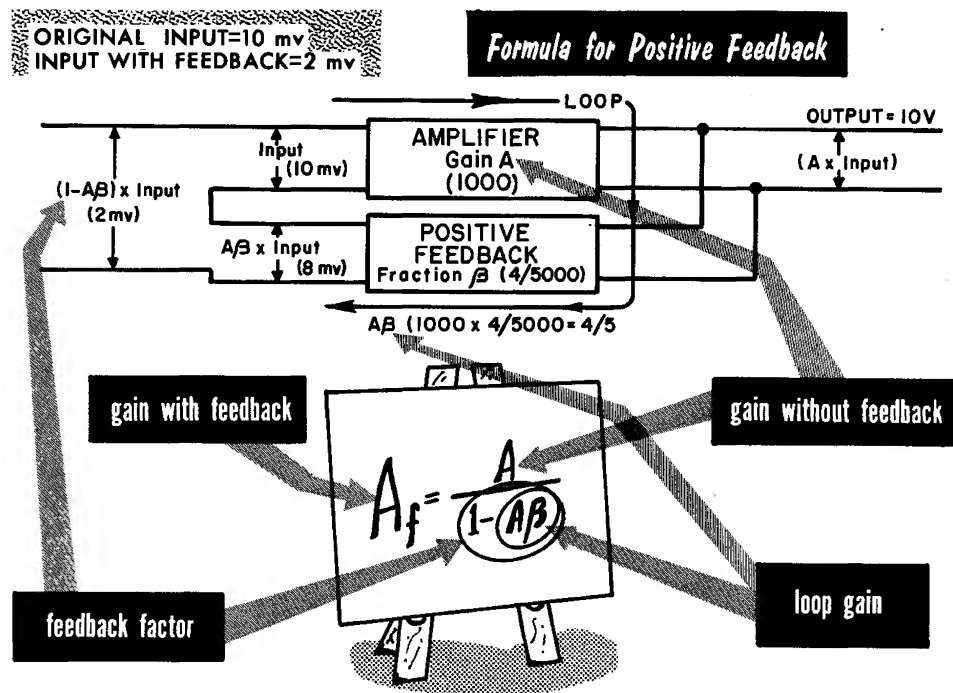 ORIGINAL INPUT=10 mv
INPUT WITH FEEDBACK=2 mv
Formula for Positive Feedback
LOOP
OUTPUT = 10V
AMPLIFIER
Gain A
(1000)
Input
(10 mv)
(A x Input)
(1-Aβ) x Input
(2mv)
POSITIVE
FEEDBACK
Fraction β (4/5000)
Aβ x Input
(8 mv)
Aβ (1000 x 4/5000 = 4/5
gain with feedback
gain without feedback
A_f = A / (1-Aβ)
feedback factor
loop gain